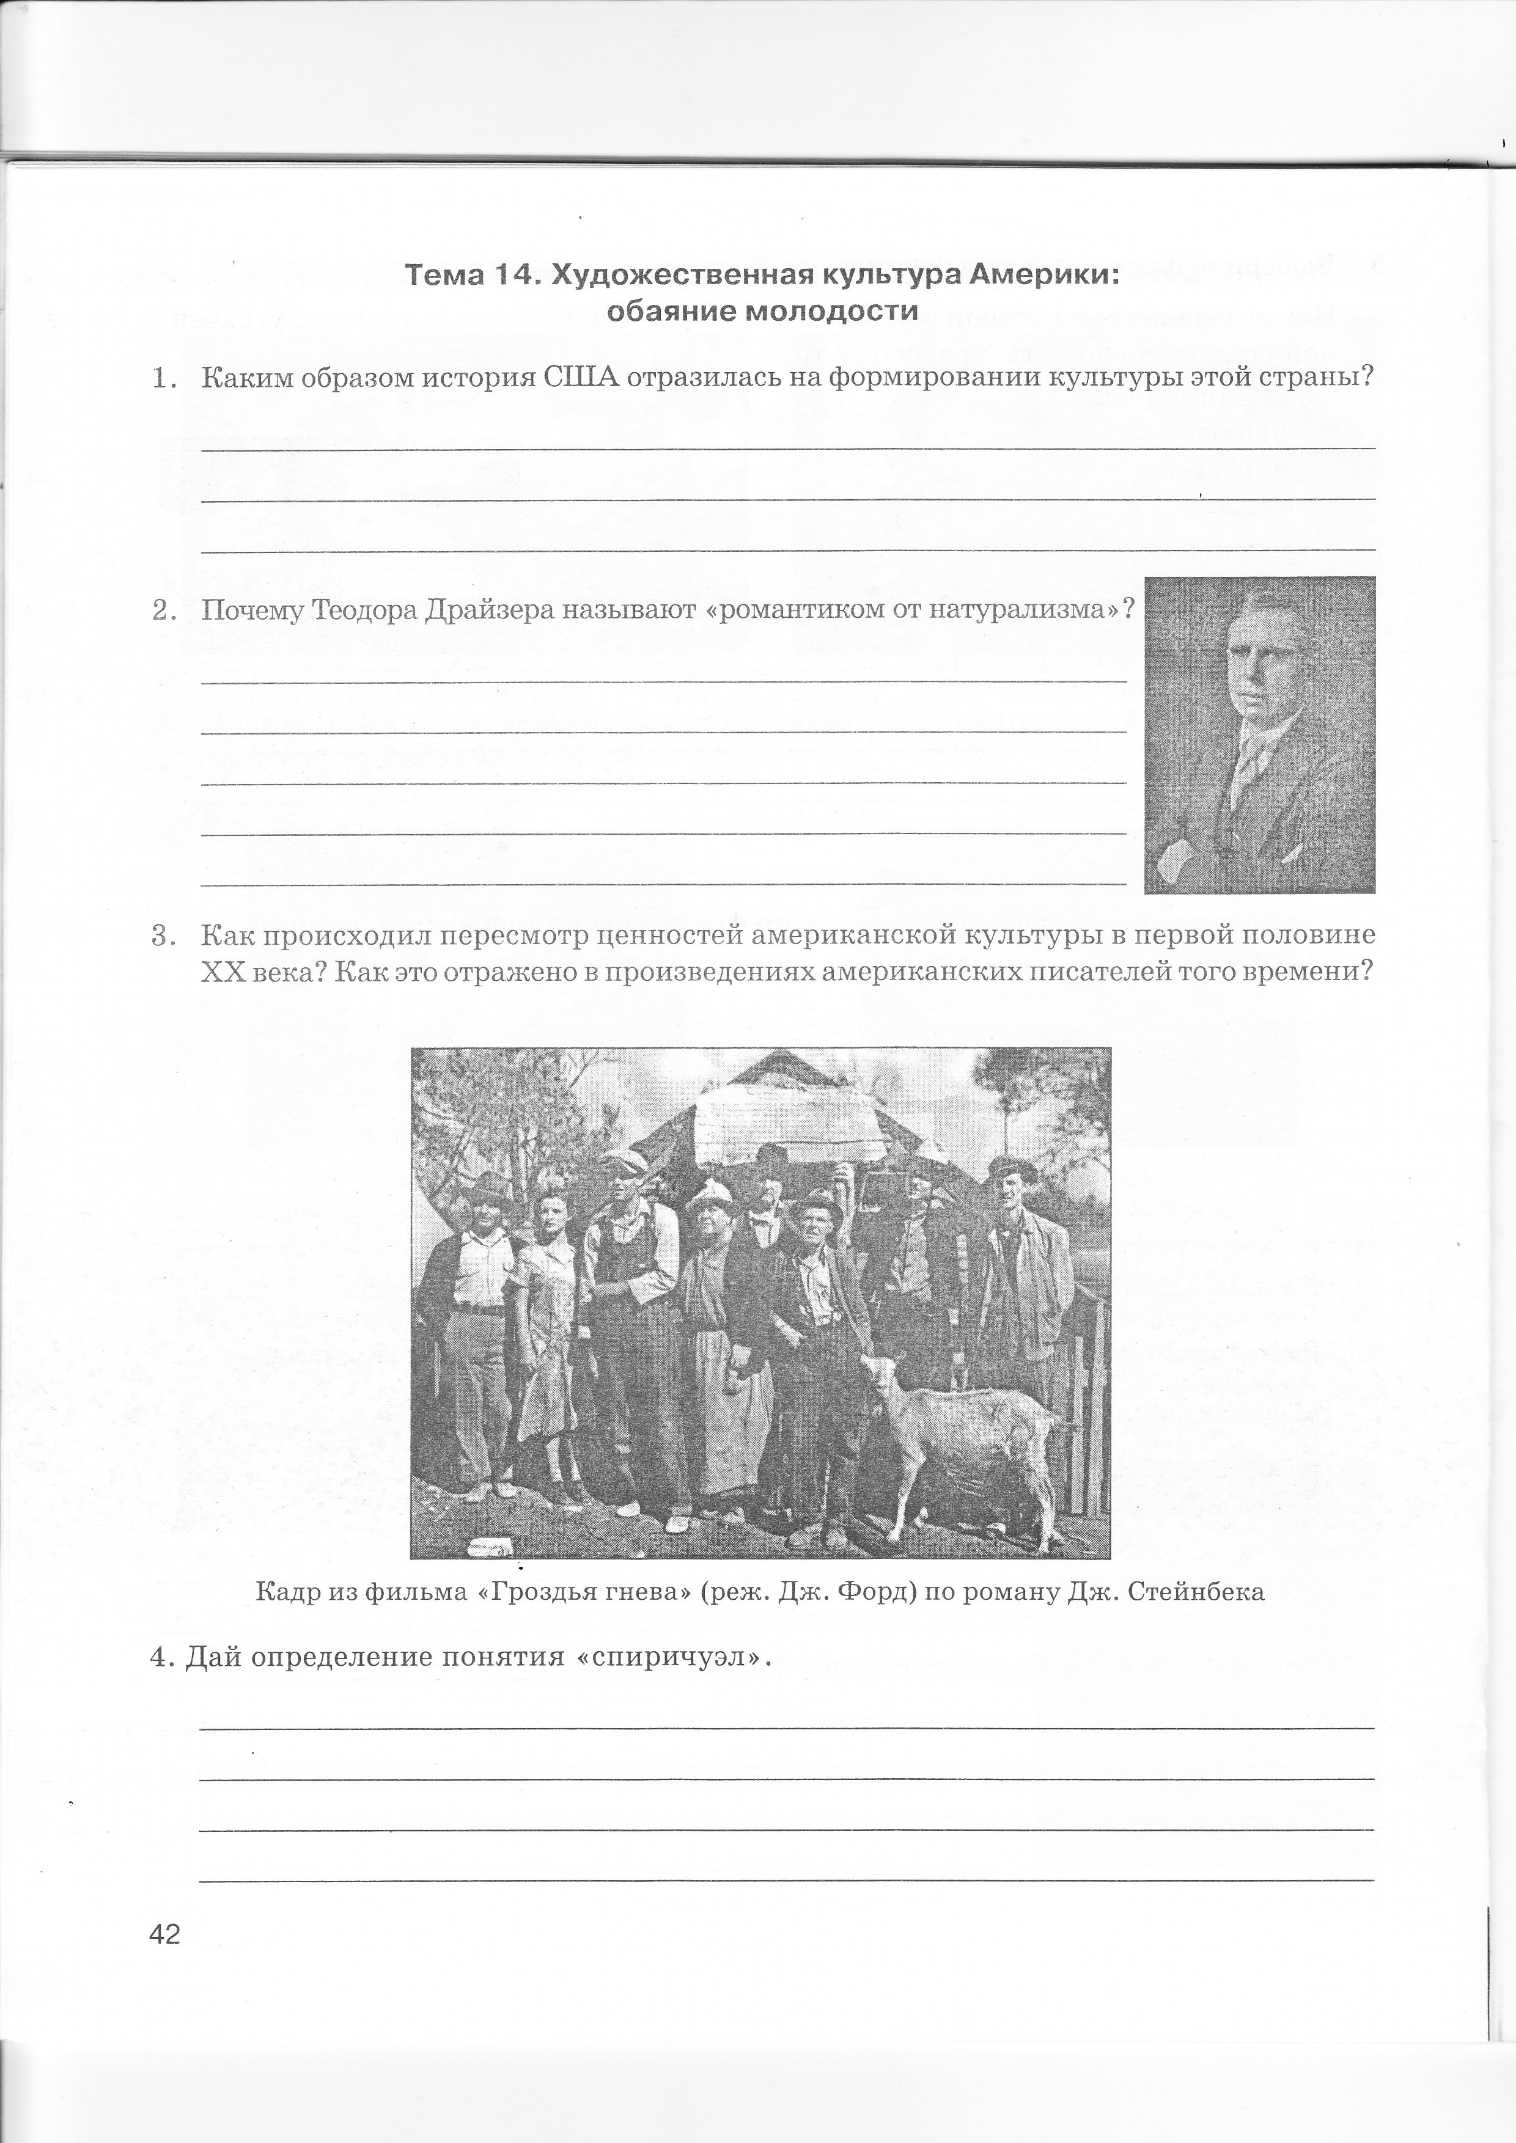 Тема 14. Художественная культура Америки:
обаяние молодости
1. Каким образом история США отразилась на формировании культуры этой страны?
2. Почему Теодора Драйзера называют «романтиком от натурализма»?
3. Как происходил пересмотр ценностей американской культуры в первой половине
XX века? Как это отражено в произведениях американских писателей того времени?
Кадр из фильма «Гроздья гнева» (реж. Дж. Форд) по роману Дж. Стейнбека
4. Дай определение понятия «спиричуэл».
42